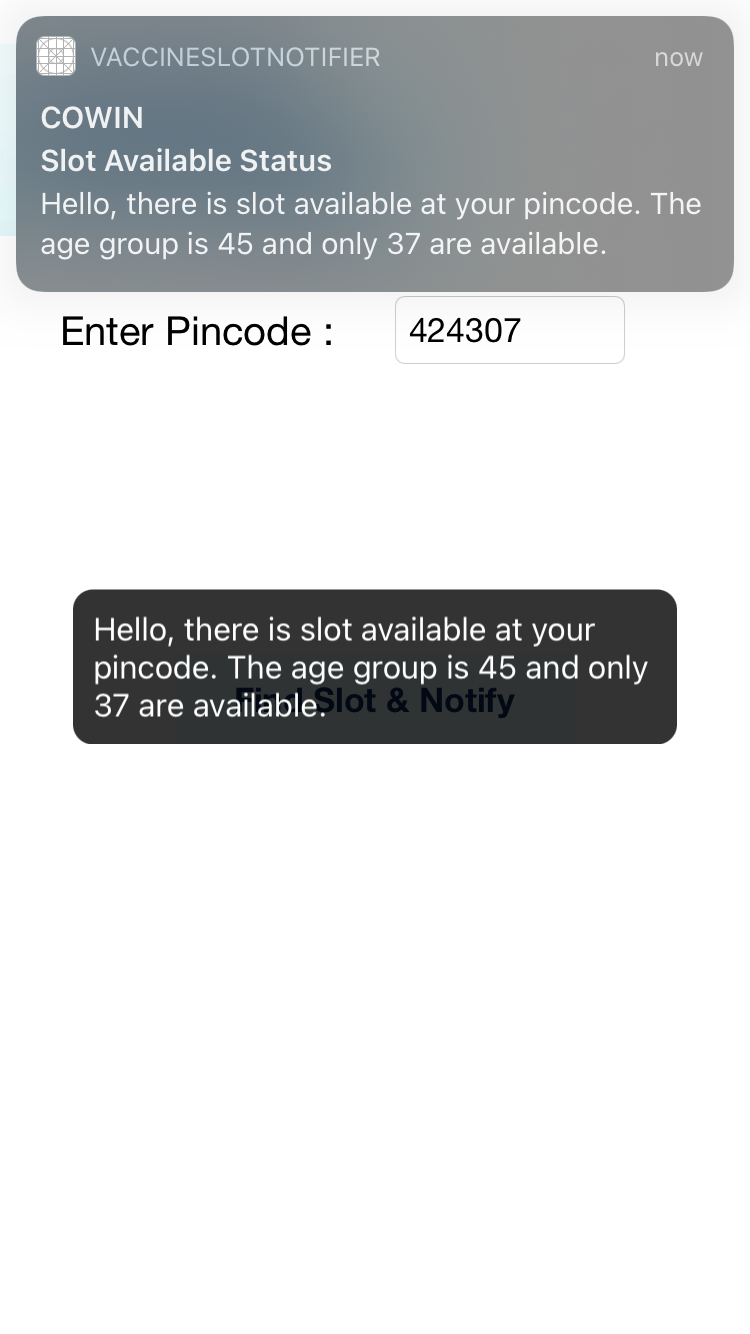 VACCINESLOTNOTIFIER now
COWIN
Slot Available Status
Hello, there is slot available at your pincode. The
age group is 45 and only 37 are available.
Enter Pincode : 424307
Hello, there is slot available at your
pincode. The age group is 45 and only
37 are available.
Find Slot & Notify